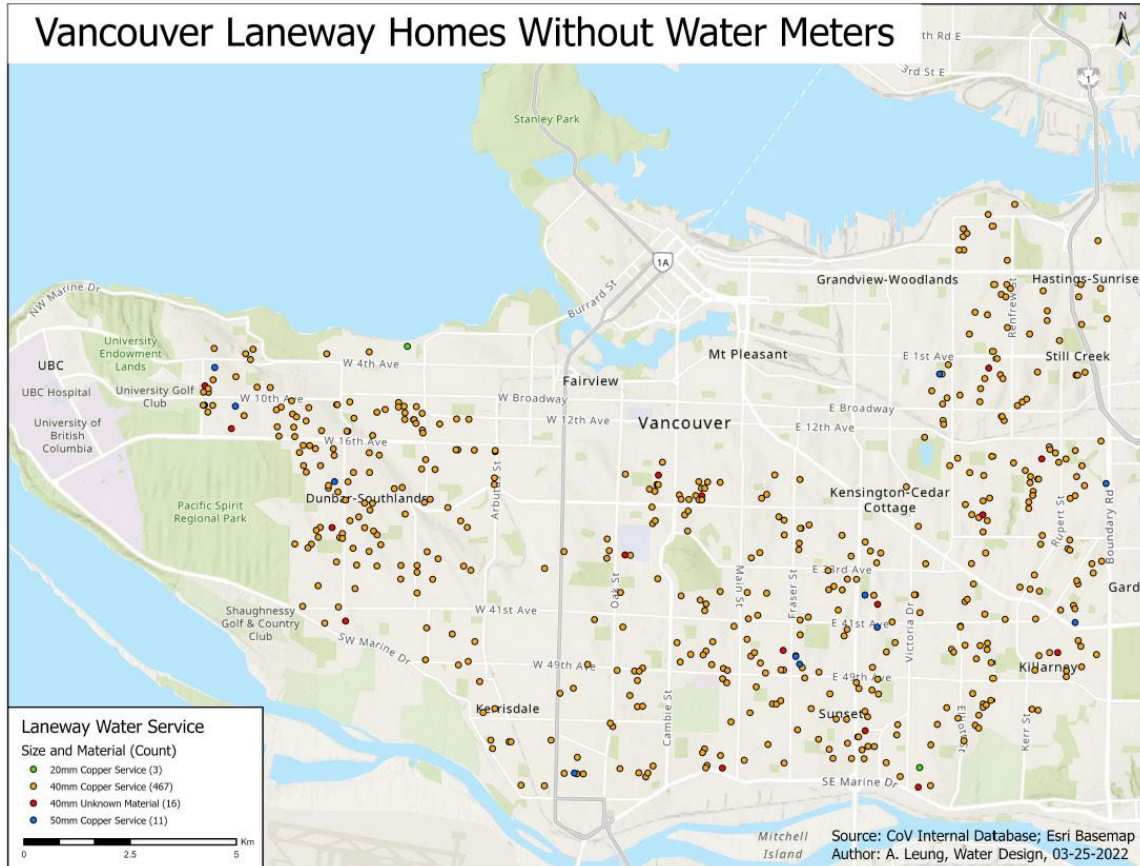 Vancouver Laneway Homes Without Water Meters
N
th Rd E
3rd St E
1
Stanley Park
1A
Grandview-Woodlands
Hastings-Sunrise
Renfrew St
Burrard St
NW Marine Dr
University
Endowment
Lands
UBC
W 4th Ave
Mt Pleasant
E 1st Ave
Still Creek
UBC Hospital
University Golf
Club
W 10th Ave
Fairview
W Broadway
E Broadway
University of
British
Columbia
W 12th Ave
Vancouver
E 12th Ave
W 16th Ave
Arbutus St
Pacific Spirit
Regional Park
Dunbar-Southlands
Kensington-Cedar
Cottage
Rupert St
Boundary Rd
E 33rd Ave
Oak St
Main St
Fraser St
Victoria Dr
Gard
Shaughnessy
Golf & Country
Club
W 41st Ave
E 41st Ave
SW Marine Dr
W 49th Ave
E 49th Ave
Killarney
Cambie St
Kerrisdale
Sunset
Elliott St
Kerr St
SE Marine Dr
Mitchell
Island
Laneway Water Service
Size and Material (Count)
20mm Copper Service (3)
40mm Copper Service (467)
40mm Unknown Material (16)
50mm Copper Service (11)
Km
0 2.5 5
Source: CoV Internal Database; Esri Basemap
Author: A. Leung, Water Design, 03-25-2022